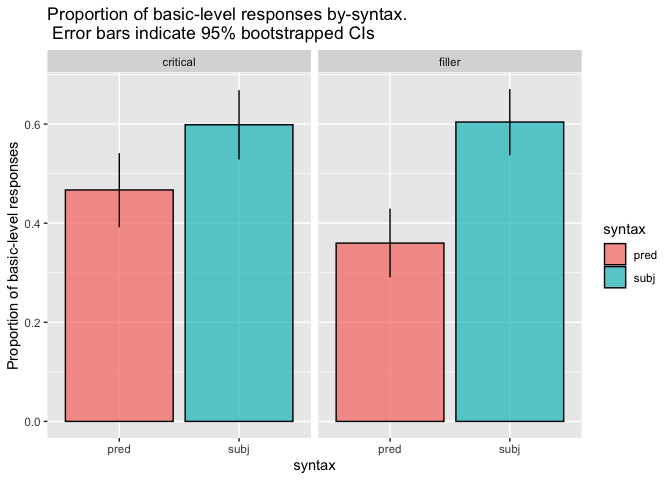 Proportion of basic-level responses by-syntax.
Error bars indicate 95% bootstrapped CIs
critical
filler
Proportion of basic-level responses
0.6
0.4
0.2
0.0
pred
subj
pred
subj
syntax
syntax
pred
subj